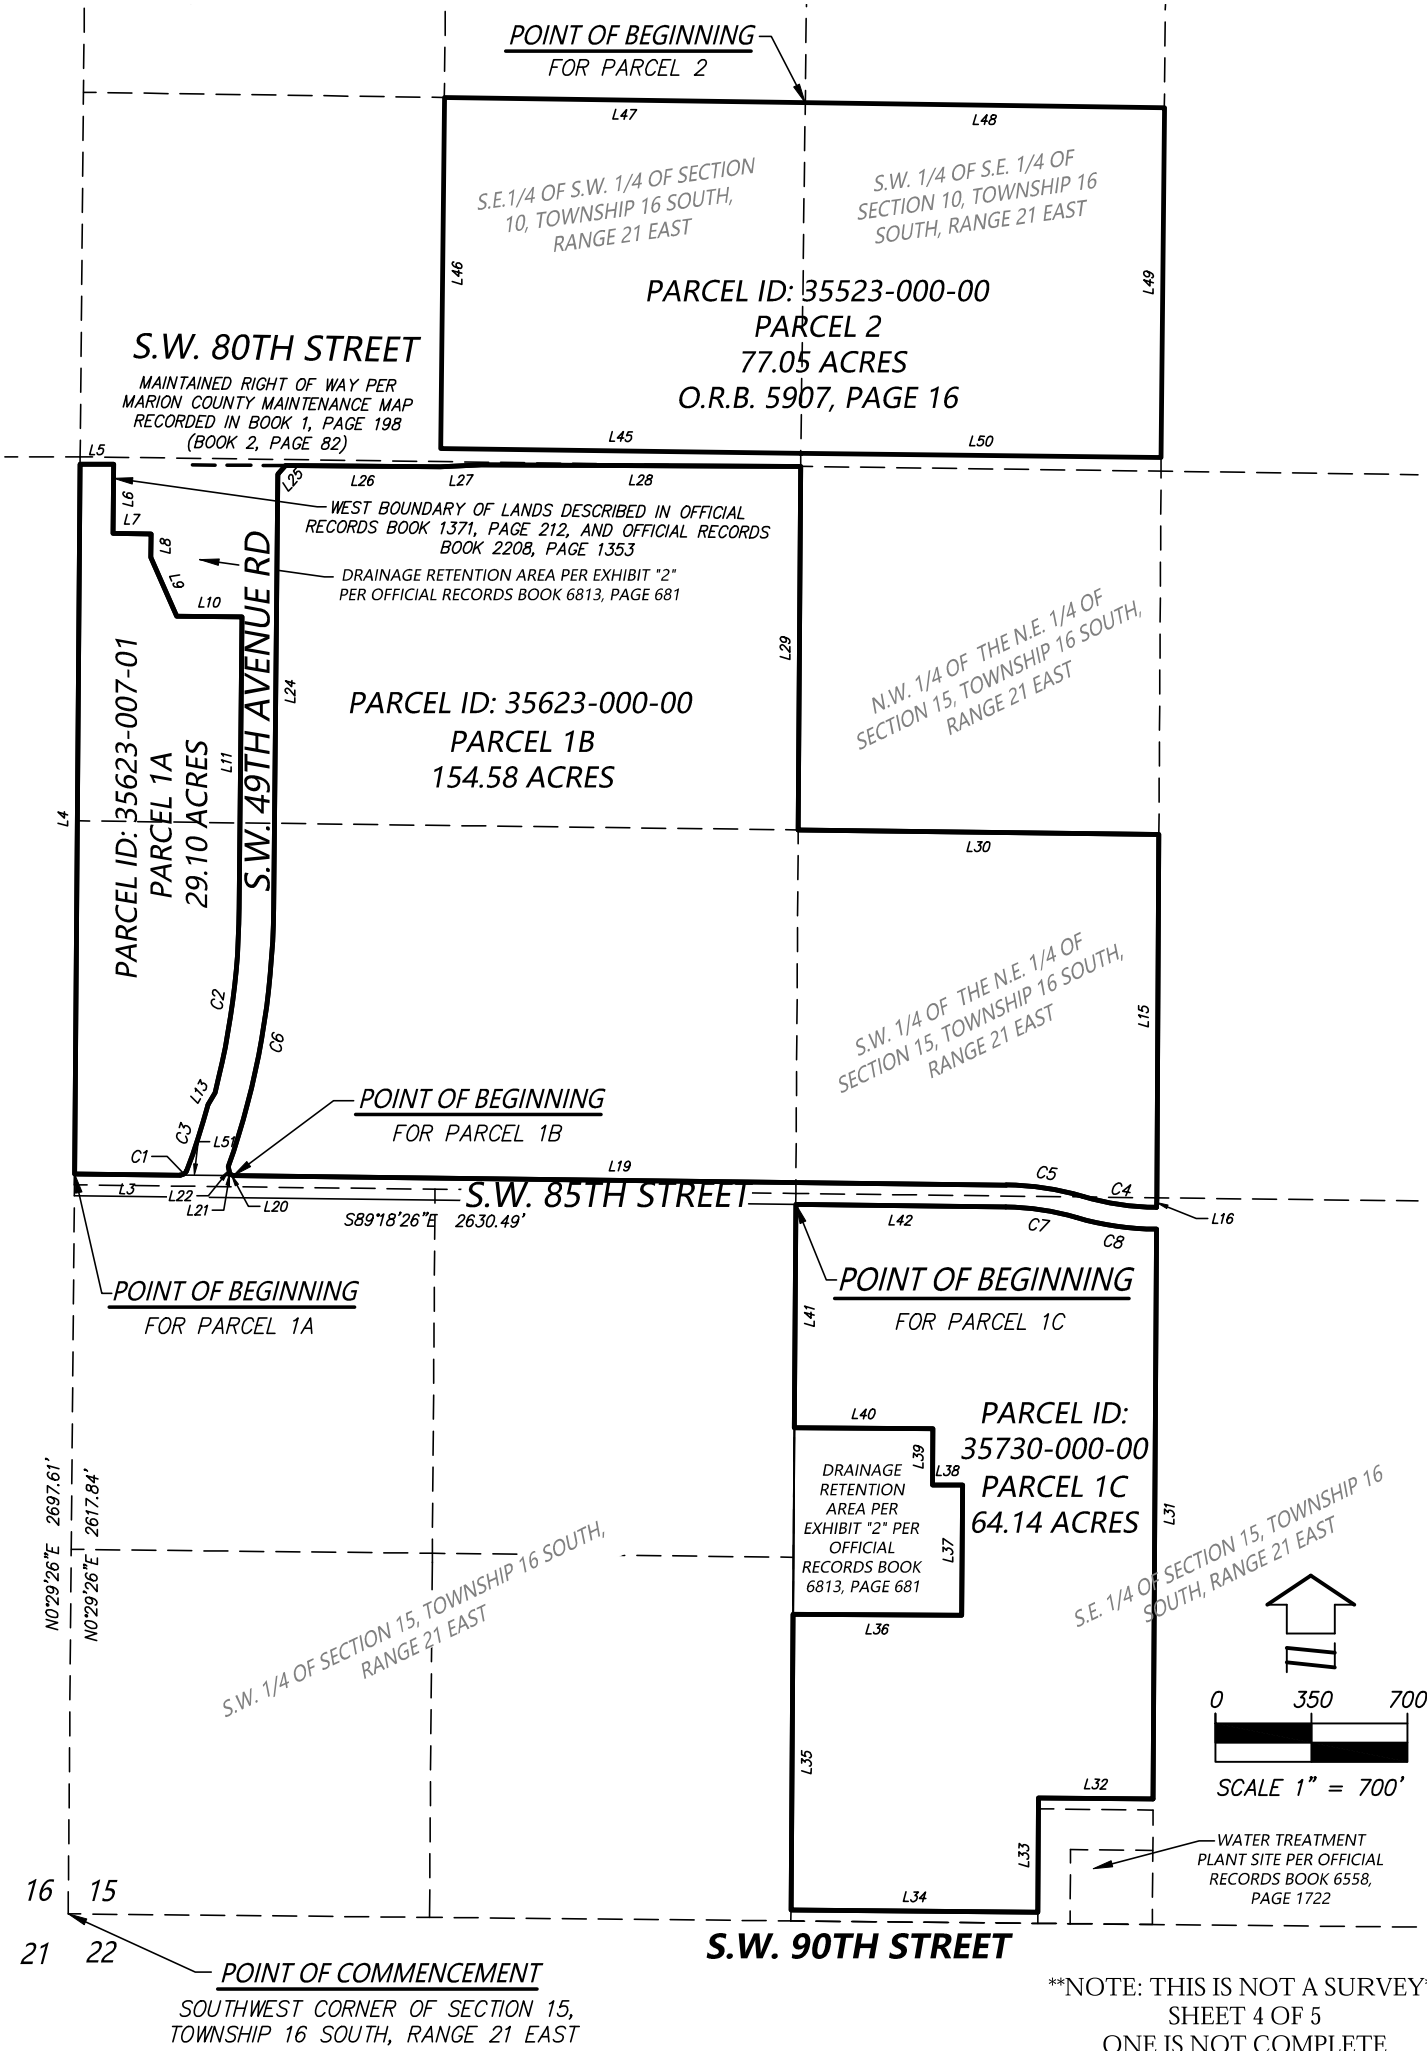 POINT OF BEGINNING
FOR PARCEL 2
L47
L48
S.E.1/4 OF S.W. 1/4 OF SECTION
10, TOWNSHIP 16 SOUTH,
RANGE 21 EAST
S.W. 1/4 OF S.E. 1/4 OF
SECTION 10, TOWNSHIP 16
SOUTH, RANGE 21 EAST
L46
L49
PARCEL ID: 35523-000-00
PARCEL 2
77.05 ACRES
O.R.B. 5907, PAGE 16
S.W. 80TH STREET
MAINTAINED RIGHT OF WAY PER
MARION COUNTY MAINTENANCE MAP
RECORDED IN BOOK 1, PAGE 198
(BOOK 2, PAGE 82)
L45
L50
L5
L25
L26
L27
L28
L6
L7
L8
L9
L10
WEST BOUNDARY OF LANDS DESCRIBED IN OFFICIAL
RECORDS BOOK 1371, PAGE 212, AND OFFICIAL RECORDS
BOOK 2208, PAGE 1353
DRAINAGE RETENTION AREA PER EXHIBIT "2"
PER OFFICIAL RECORDS BOOK 6813, PAGE 681
S.W. 49TH AVENUE RD
L24
L29
N.W. 1/4 OF THE N.E. 1/4 OF
SECTION 15, TOWNSHIP 16 SOUTH,
RANGE 21 EAST
PARCEL ID: 35623-007-01
PARCEL 1A
29.10 ACRES
L11
L4
PARCEL ID: 35623-000-00
PARCEL 1B
154.58 ACRES
L30
S.W. 1/4 OF THE N.E. 1/4 OF
SECTION 15, TOWNSHIP 16 SOUTH,
RANGE 21 EAST
L15
C2
C6
L13
C3
L51
C1
POINT OF BEGINNING
FOR PARCEL 1B
L19
C5
C4
L16
L3
L22
L21
L20
S.W. 85TH STREET
S89°18'26"E 2630.49'
L42
C7
C8
POINT OF BEGINNING
FOR PARCEL 1A
POINT OF BEGINNING
FOR PARCEL 1C
L41
L40
L39
L38
PARCEL ID:
35730-000-00
PARCEL 1C
64.14 ACRES
DRAINAGE
RETENTION
AREA PER
EXHIBIT "2" PER
OFFICIAL
RECORDS BOOK
6813, PAGE 681
L37
L36
L31
N0°29'26"E 2697.61'
N0°29'26"E 2617.84'
S.W. 1/4 OF SECTION 15, TOWNSHIP 16 SOUTH,
RANGE 21 EAST
S.E. 1/4 OF SECTION 15, TOWNSHIP 16
SOUTH, RANGE 21 EAST
0 350 700
SCALE 1" = 700'
L35
L32
L33
L34
WATER TREATMENT
PLANT SITE PER OFFICIAL
RECORDS BOOK 6558,
PAGE 1722
16 15
21 22
S.W. 90TH STREET
POINT OF COMMENCEMENT
SOUTHWEST CORNER OF SECTION 15,
TOWNSHIP 16 SOUTH, RANGE 21 EAST
**NOTE: THIS IS NOT A SURVEY*
SHEET 4 OF 5
ONE IS NOT COMPLETE